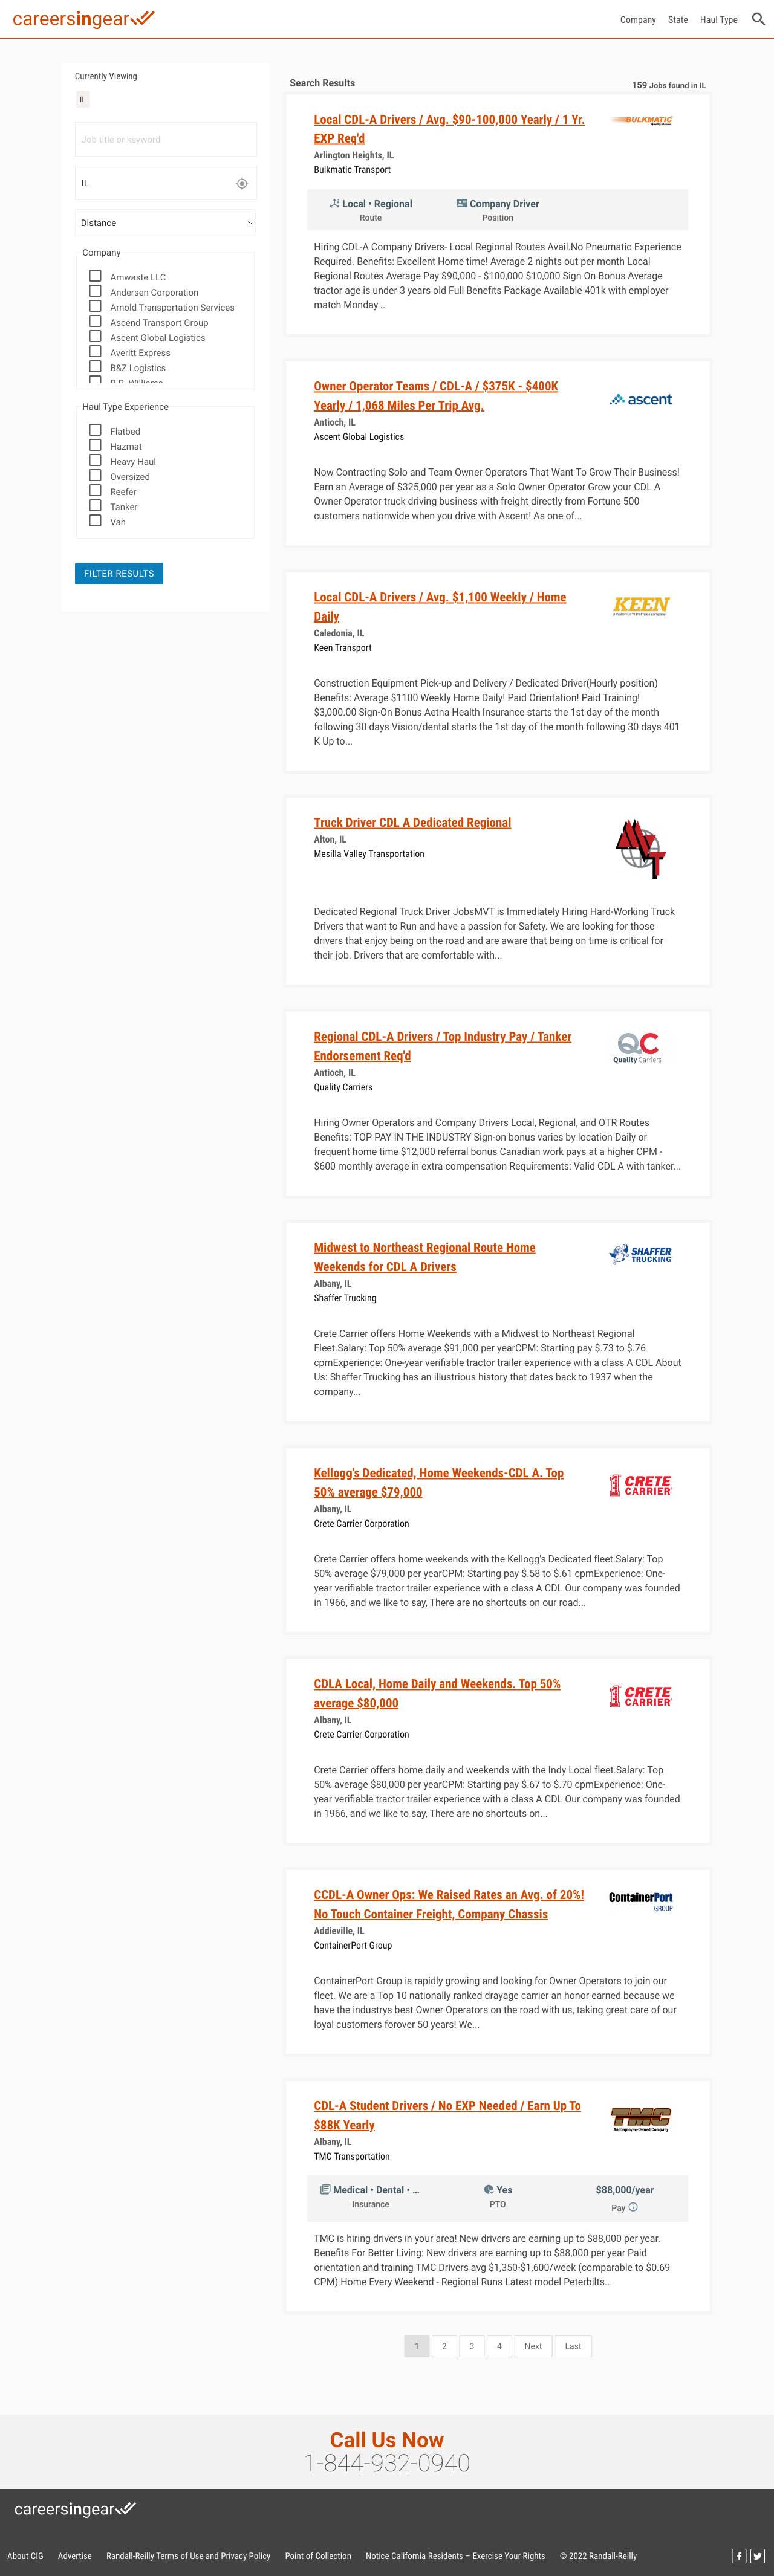 careersingear
Company State Haul Type
Currently Viewing
IL
Job title or keyword
IL
Distance
Company
Amwaste LLC
Andersen Corporation
Arnold Transportation Services
Ascend Transport Group
Ascent Global Logistics
Averitt Express
B&Z Logistics
B.R. Williams
Haul Type Experience
Flatbed
Hazmat
Heavy Haul
Oversized
Reefer
Tanker
Van
FILTER RESULTS
Search Results
159 Jobs found in IL
Local CDL-A Drivers / Avg. $90-100,000 Yearly / 1 Yr.
EXP Req'd
BULKMATIC
Arlington Heights, IL
Bulkmatic Transport
Local • Regional
Route
Company Driver
Position
Hiring CDL-A Company Drivers- Local Regional Routes Avail.No Pneumatic Experience
Required. Benefits: Excellent Home time! Average 2 nights out per month Local
Regional Routes Average Pay $90,000 - $100,000 $10,000 Sign On Bonus Average
tractor age is under 3 years old Full Benefits Package Available 401k with employer
match Monday...
Owner Operator Teams / CDL-A / $375K - $400K
Yearly / 1,068 Miles Per Trip Avg.
ascent
Antioch, IL
Ascent Global Logistics
Now Contracting Solo and Team Owner Operators That Want To Grow Their Business!
Earn an Average of $325,000 per year as a Solo Owner Operator Grow your CDL A
Owner Operator truck driving business with freight directly from Fortune 500
customers nationwide when you drive with Ascent! As one of...
Local CDL-A Drivers / Avg. $1,100 Weekly / Home
Daily
KEEN
Caledonia, IL
Keen Transport
Construction Equipment Pick-up and Delivery / Dedicated Driver(Hourly position)
Benefits: Average $1100 Weekly Home Daily! Paid Orientation! Paid Training!
$3,000.00 Sign-On Bonus Aetna Health Insurance starts the 1st day of the month
following 30 days Vision/dental starts the 1st day of the month following 30 days 401
K Up to...
Truck Driver CDL A Dedicated Regional
MVT
Alton, IL
Mesilla Valley Transportation
Dedicated Regional Truck Driver JobsMVT is Immediately Hiring Hard-Working Truck
Drivers that want to Run and have a passion for Safety. We are looking for those
drivers that enjoy being on the road and are aware that being on time is critical for
their job. Drivers that are comfortable with...
Regional CDL-A Drivers / Top Industry Pay / Tanker
Endorsement Req'd
QC
Quality Carriers
Antioch, IL
Quality Carriers
Hiring Owner Operators and Company Drivers Local, Regional, and OTR Routes
Benefits: TOP PAY IN THE INDUSTRY Sign-on bonus varies by location Daily or
frequent home time $12,000 referral bonus Canadian work pays at a higher CPM -
$600 monthly average in extra compensation Requirements: Valid CDL A with tanker...
Midwest to Northeast Regional Route Home
Weekends for CDL A Drivers
SHAFFER
TRUCKING
Albany, IL
Shaffer Trucking
Crete Carrier offers Home Weekends with a Midwest to Northeast Regional
Fleet.Salary: Top 50% average $91,000 per yearCPM: Starting pay $.73 to $.76
cpmExperience: One-year verifiable tractor trailer experience with a class A CDL About
Us: Shaffer Trucking has an illustrious history that dates back to 1937 when the
company...
Kellogg's Dedicated, Home Weekends-CDL A. Top
50% average $79,000
CRETE
CARRIER
Albany, IL
Crete Carrier Corporation
Crete Carrier offers home weekends with the Kellogg's Dedicated fleet.Salary: Top
50% average $79,000 per yearCPM: Starting pay $.58 to $.61 cpmExperience: One-
year verifiable tractor trailer experience with a class A CDL Our company was founded
in 1966, and we like to say, There are no shortcuts on our road...
CDLA Local, Home Daily and Weekends. Top 50%
average $80,000
CRETE
CARRIER
Albany, IL
Crete Carrier Corporation
Crete Carrier offers home daily and weekends with the Indy Local fleet.Salary: Top
50% average $80,000 per yearCPM: Starting pay $.67 to $.70 cpmExperience: One-
year verifiable tractor trailer experience with a class A CDL Our company was founded
in 1966, and we like to say, There are no shortcuts on...
CCDL-A Owner Ops: We Raised Rates an Avg. of 20%!
No Touch Container Freight, Company Chassis
ContainerPort
GROUP
Addieville, IL
ContainerPort Group
ContainerPort Group is rapidly growing and looking for Owner Operators to join our
fleet. We are a Top 10 nationally ranked drayage carrier an honor earned because we
have the industrys best Owner Operators on the road with us, taking great care of our
loyal customers forover 50 years! We...
CDL-A Student Drivers / No EXP Needed / Earn Up To
$88K Yearly
TMC
An Employee-Owned Company
Albany, IL
TMC Transportation
Medical • Dental • ...
Insurance
Yes
PTO
$88,000/year
Pay
TMC is hiring drivers in your area! New drivers are earning up to $88,000 per year.
Benefits For Better Living: New drivers are earning up to $88,000 per year Paid
orientation and training TMC Drivers avg $1,350-$1,600/week (comparable to $0.69
CPM) Home Every Weekend - Regional Runs Latest model Peterbilts...
1 2 3 4 Next Last
Call Us Now
1-844-932-0940
careersingear
About CIG Advertise Randall-Reilly Terms of Use and Privacy Policy Point of Collection Notice California Residents – Exercise Your Rights © 2022 Randall-Reilly